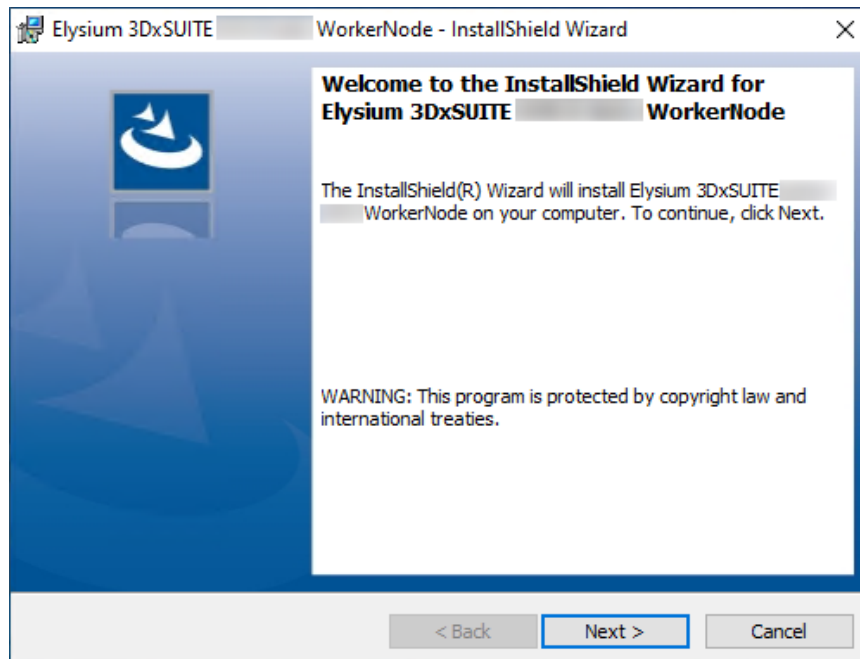 Elysium 3DxSUITE WorkerNode - InstallShield Wizard
Welcome to the InstallShield Wizard for
Elysium 3DxSUITE WorkerNode
The InstallShield(R) Wizard will install Elysium 3DxSUITE
WorkerNode on your computer. To continue, click Next.
WARNING: This program is protected by copyright law and
international treaties.
< Back Next > Cancel